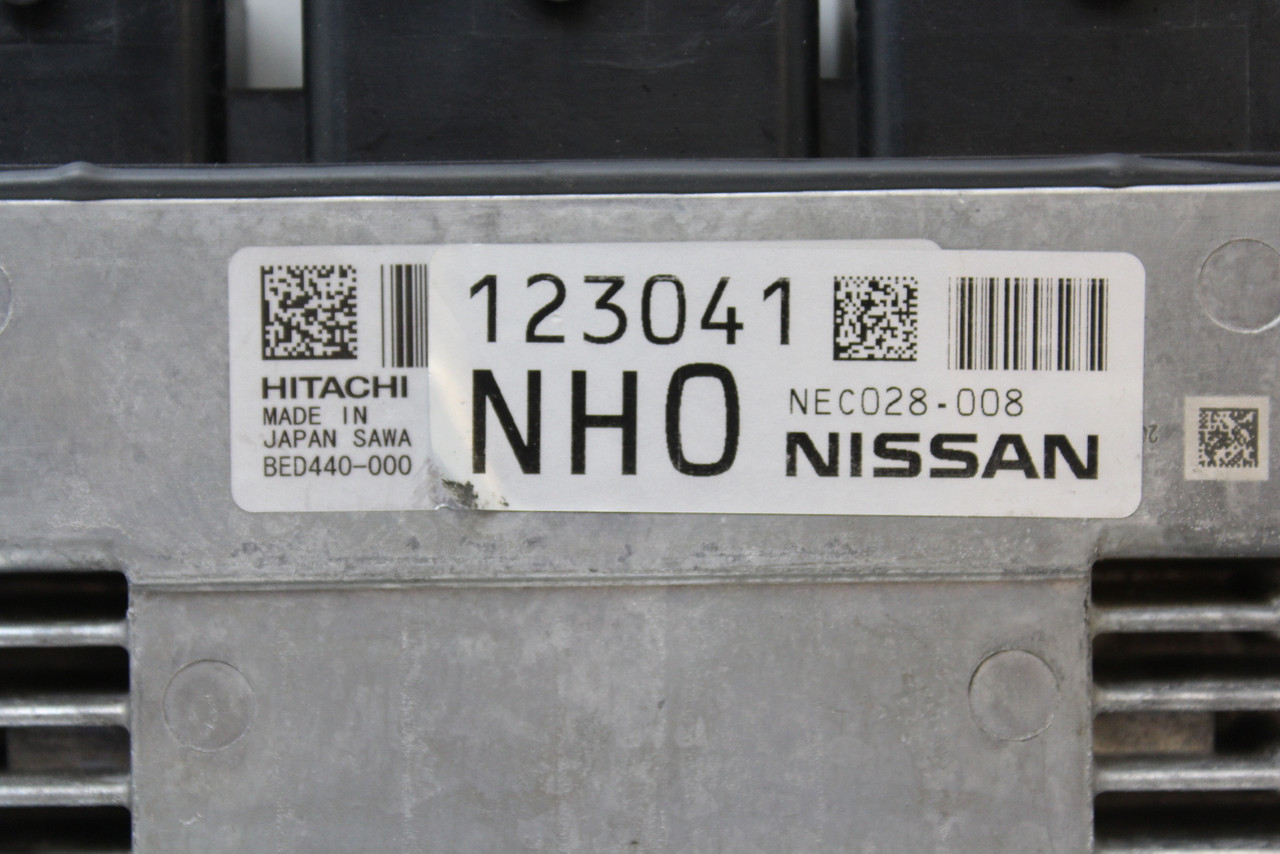 HITACHI
MADE IN
JAPAN SAWA
BED440-000
123041
NH0
NEC028-008
NISSAN